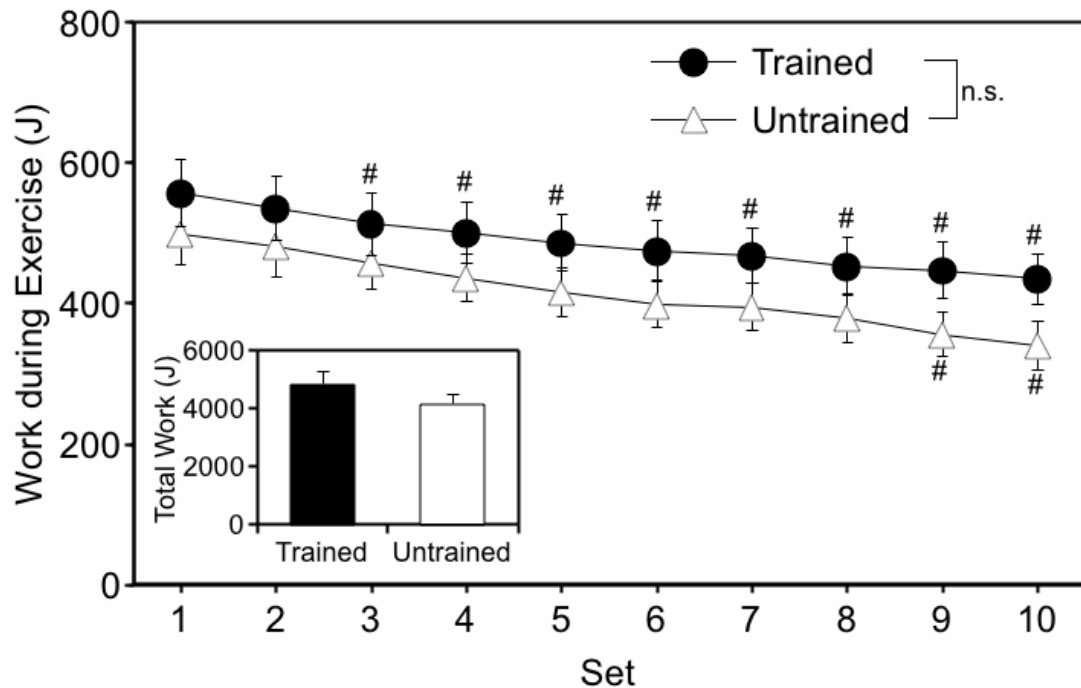 800
600
400
200
0
Work during Exercise (J)
Trained
Untrained
n.s.
# # # # # # # #
# #
6000
4000
2000
0
Total Work (J)
Trained Untrained
1 2 3 4 5 6 7 8 9 10
Set